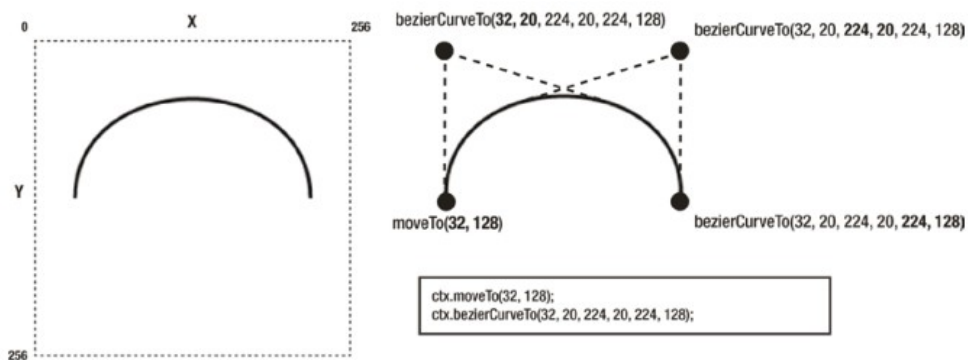 0
X
256
Y
256
bezierCurveTo(32, 20, 224, 20, 224, 128)
bezierCurveTo(32, 20, 224, 20, 224, 128)
moveTo(32, 128)
bezierCurveTo(32, 20, 224, 20, 224, 128)
ctx.moveTo(32, 128);
ctx.bezierCurveTo(32, 20, 224, 20, 224, 128);